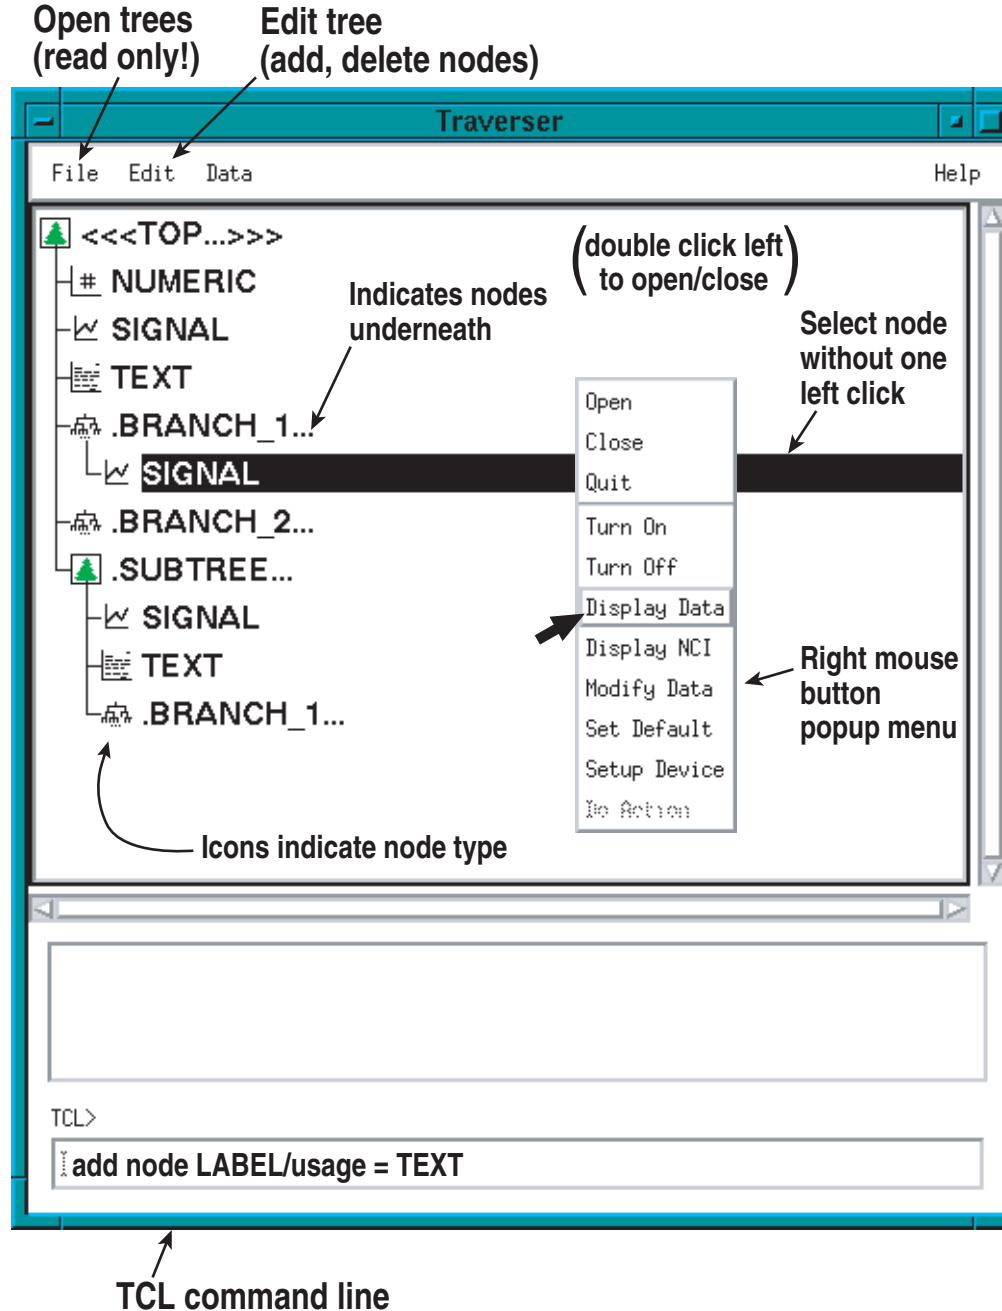 Open trees
(read only!)
Edit tree
(add, delete nodes)
Traverser
File Edit Data Help
<<<TOP...>>>
(double click left
to open/close)
NUMERIC
Indicates nodes
underneath
SIGNAL
Select node
without one
left click
TEXT
.BRANCH_1...
SIGNAL
.BRANCH_2...
.SUBTREE...
SIGNAL
TEXT
.BRANCH_1...
Open
Close
Quit
Turn On
Turn Off
Display Data
Display NCI
Modify Data
Set Default
Setup Device
Do Action
Right mouse
button
popup menu
Icons indicate node type
TCL>
add node LABEL/usage = TEXT
TCL command line